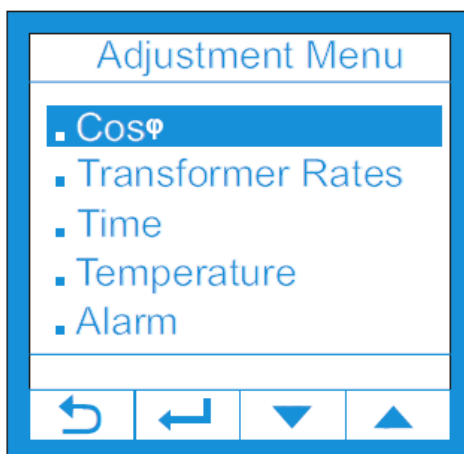 Adjustment Menu
Cosφ
Transformer Rates
Time
Temperature
Alarm